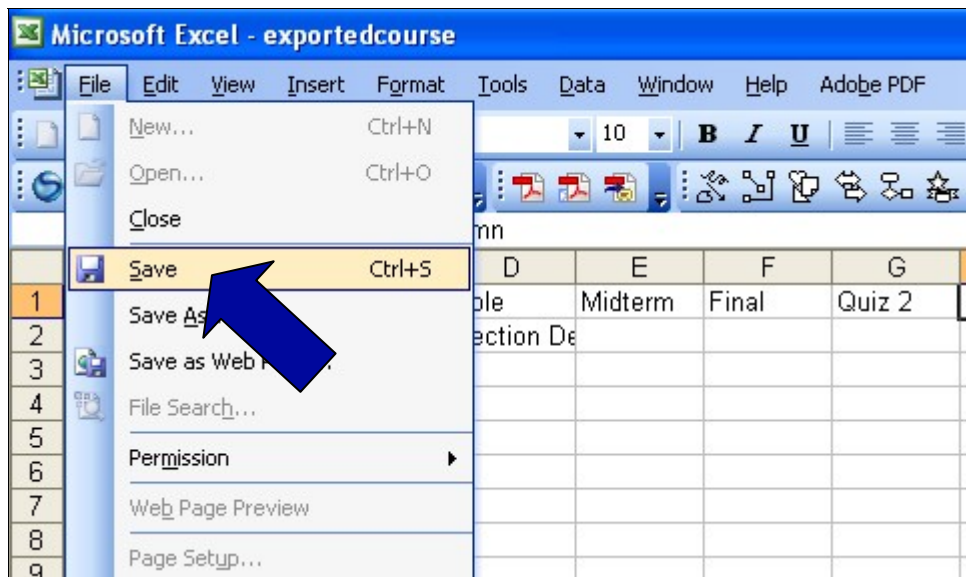 Microsoft Excel - exportedcourse
File Edit View Insert Format Tools Data Window Help Adobe PDF
New... Ctrl+N
10 B I U
Open... Ctrl+O
Close
mn
Save Ctrl+S
D E F G
1 ple Midterm Final Quiz 2
Save As
2 ection De
3
Save as Web
4
File Search...
5
Permission
6
7
Web Page Preview
8
Page Setup...
9